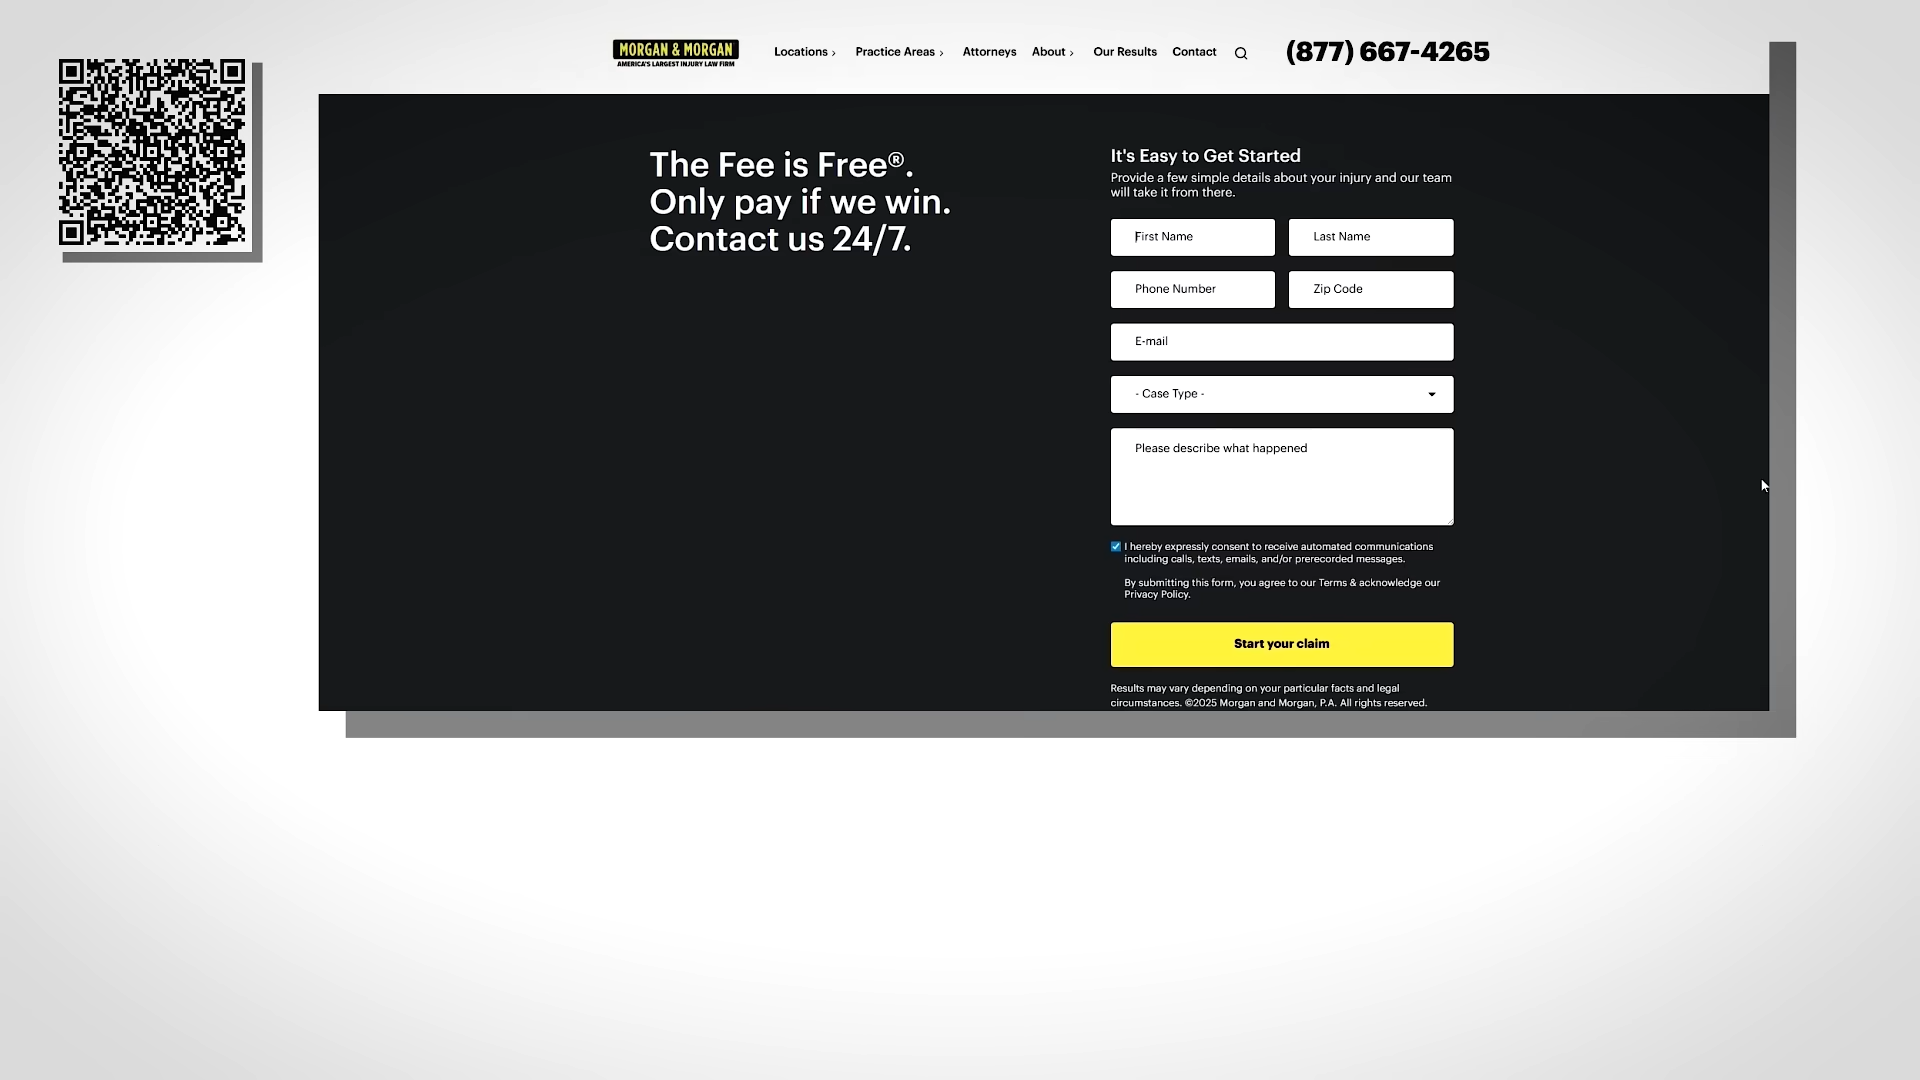 MORGAN & MORGAN
AMERICA'S LARGEST INJURY LAW FIRM
Locations
Practice Areas
Attorneys
About
Our Results
Contact
(877) 667-4265
The Fee is Free®.
Only pay if we win.
Contact us 24/7.
It's Easy to Get Started
Provide a few simple details about your injury and our team
will take it from there.
First Name
Last Name
Phone Number
Zip Code
E-mail
- Case Type -
Please describe what happened
I hereby expressly consent to receive automated communications
including calls, texts, emails, and/or prerecorded messages.
By submitting this form, you agree to our Terms & acknowledge our
Privacy Policy.
Start your claim
Results may vary depending on your particular facts and legal
circumstances. ©2025 Morgan and Morgan, P.A. All rights reserved.